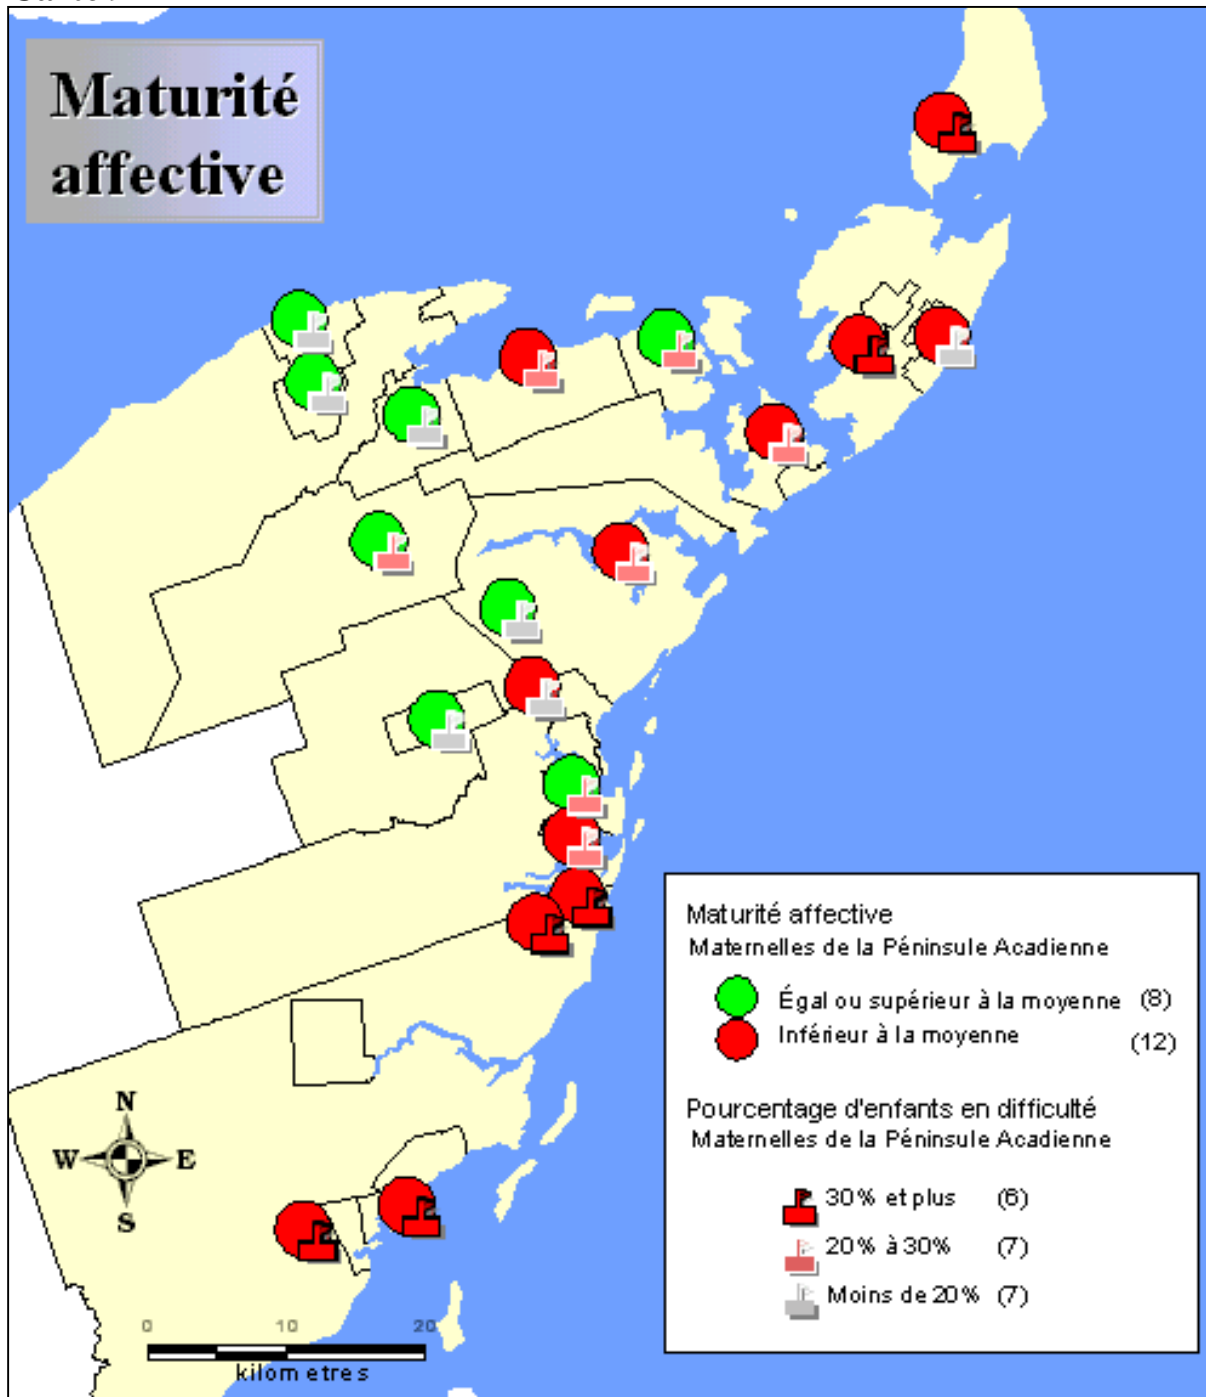 Maturité
affective
Maturité affective
Maternelles de la Péninsule Acadienne
Égal ou supérieur à la moyenne (8)
Inférieur à la moyenne (12)
Pourcentage d'enfants en difficulté
Maternelles de la Péninsule Acadienne
30% et plus (6)
20% à 30% (7)
Moins de 20% (7)
N
W E
S
0 10 20
kilometres